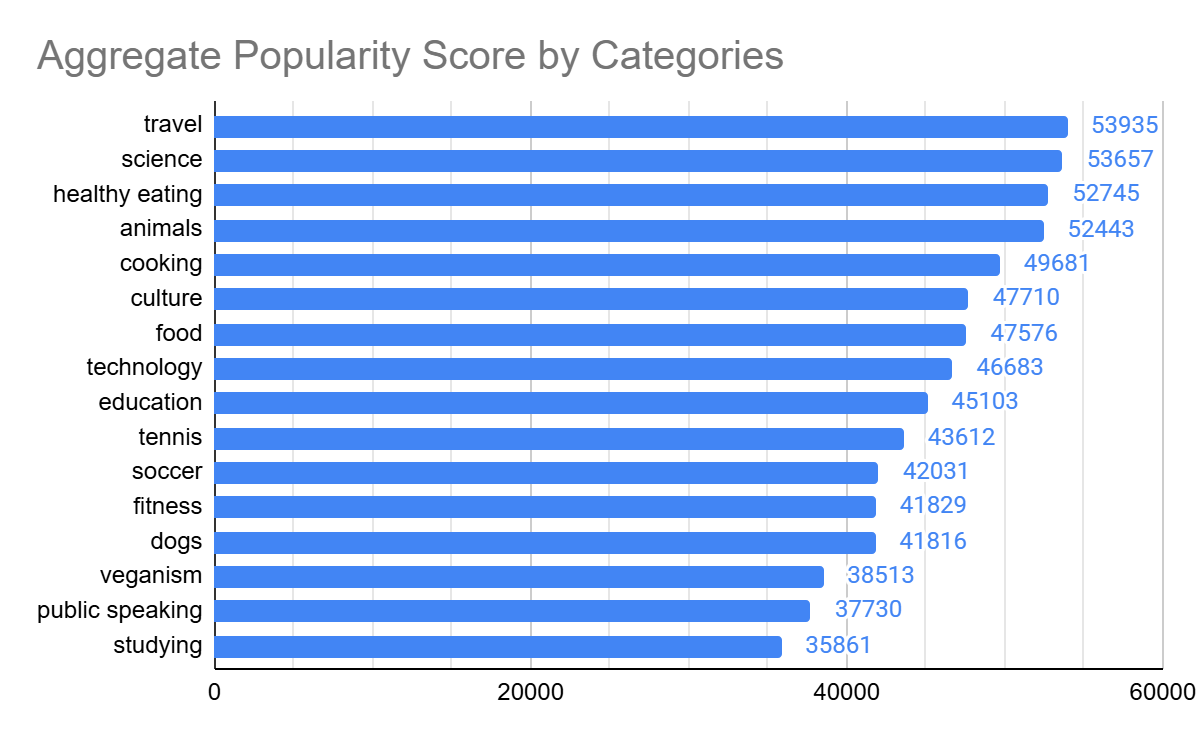 Aggregate Popularity Score by Categories
travel 53935
science 53657
healthy eating 52745
animals 52443
cooking 49681
culture 47710
food 47576
technology 46683
education 45103
tennis 43612
soccer 42031
fitness 41829
dogs 41816
veganism 38513
public speaking 37730
studying 35861
0 20000 40000 60000